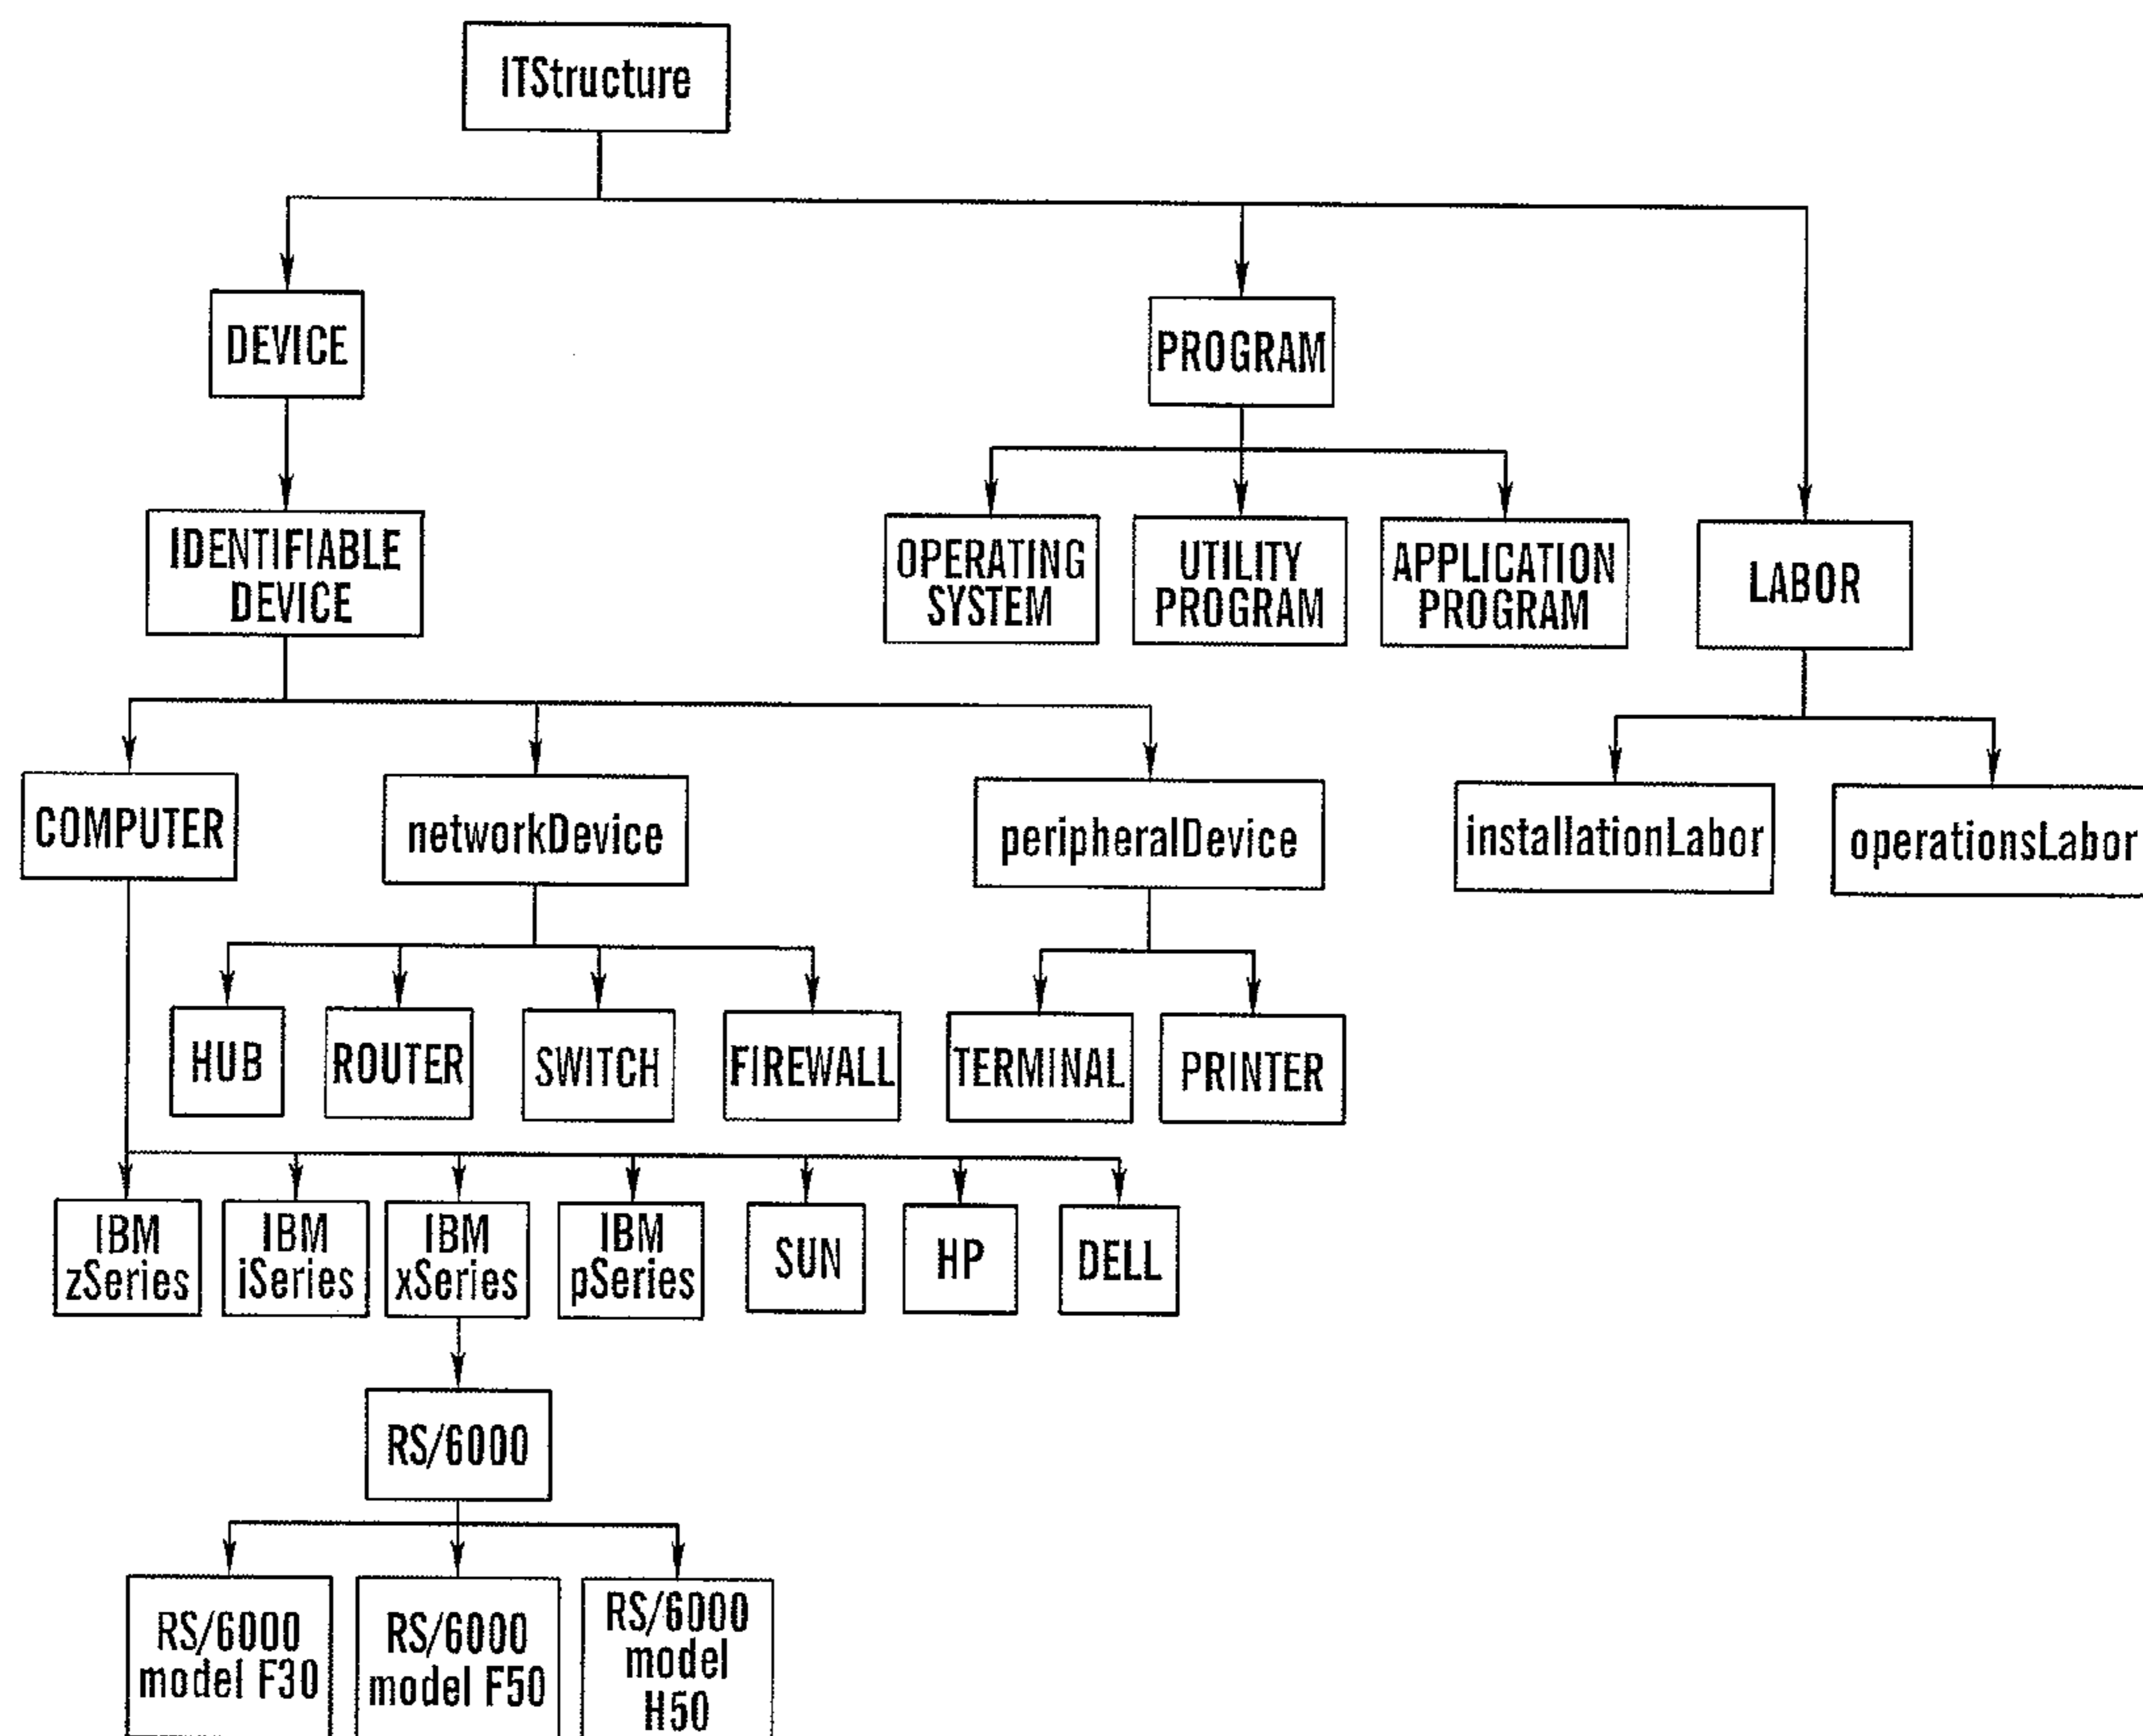 ITStructure
DEVICE
PROGRAM
IDENTIFIABLE
DEVICE
OPERATING
SYSTEM
UTILITY
PROGRAM
APPLICATION
PROGRAM
LABOR
COMPUTER
networkDevice
peripheralDevice
installationLabor
operationsLabor
HUB
ROUTER
SWITCH
FIREWALL
TERMINAL
PRINTER
IBM
zSeries
IBM
iSeries
IBM
xSeries
IBM
pSeries
SUN
HP
DELL
RS/6000
RS/6000
model F30
RS/6000
model F50
RS/6000
model
H50